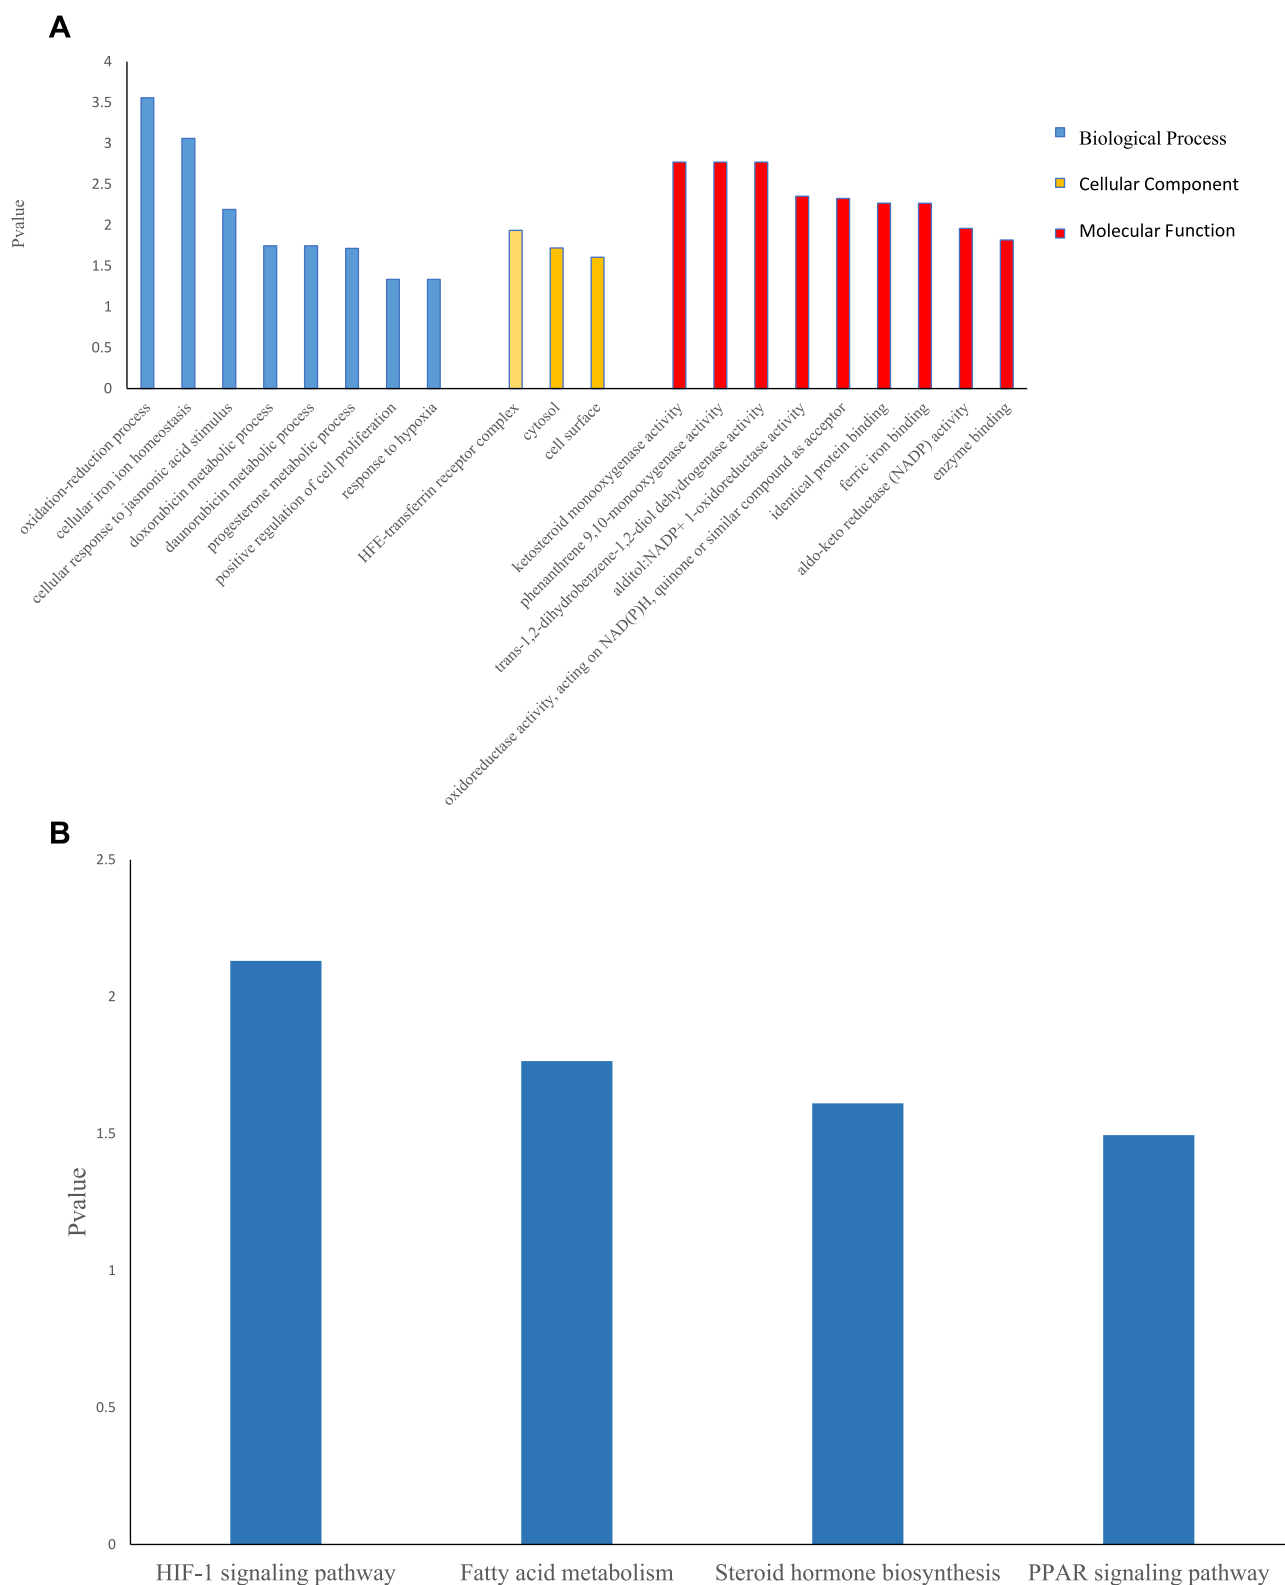 A
4
3.5
3
2.5
2
1.5
1
0.5
0
Pvalue
Biological Process
Cellular Component
Molecular Function
oxidation-reduction process
cellular iron ion homeostasis
cellular response to jasmonic acid stimulus
doxorubicin metabolic process
daunorubicin metabolic process
progesterone metabolic process
positive regulation of cell proliferation
response to hypoxia
HFE-transferrin receptor complex
cytosol
cell surface
ketosteroid monooxygenase activity
phenanthrene 9,10-monooxygenase activity
trans-1,2-dihydrobenzene-1,2-diol dehydrogenase activity
alditol:NADP+ 1-oxidoreductase activity
oxidoreductase activity, acting on NAD(P)H, quinone or similar compound as acceptor
identical protein binding
ferric iron binding
aldo-keto reductase (NADP) activity
enzyme binding
B
2.5
2
1.5
1
0.5
0
Pvalue
HIF-1 signaling pathway
Fatty acid metabolism
Steroid hormone biosynthesis
PPAR signaling pathway